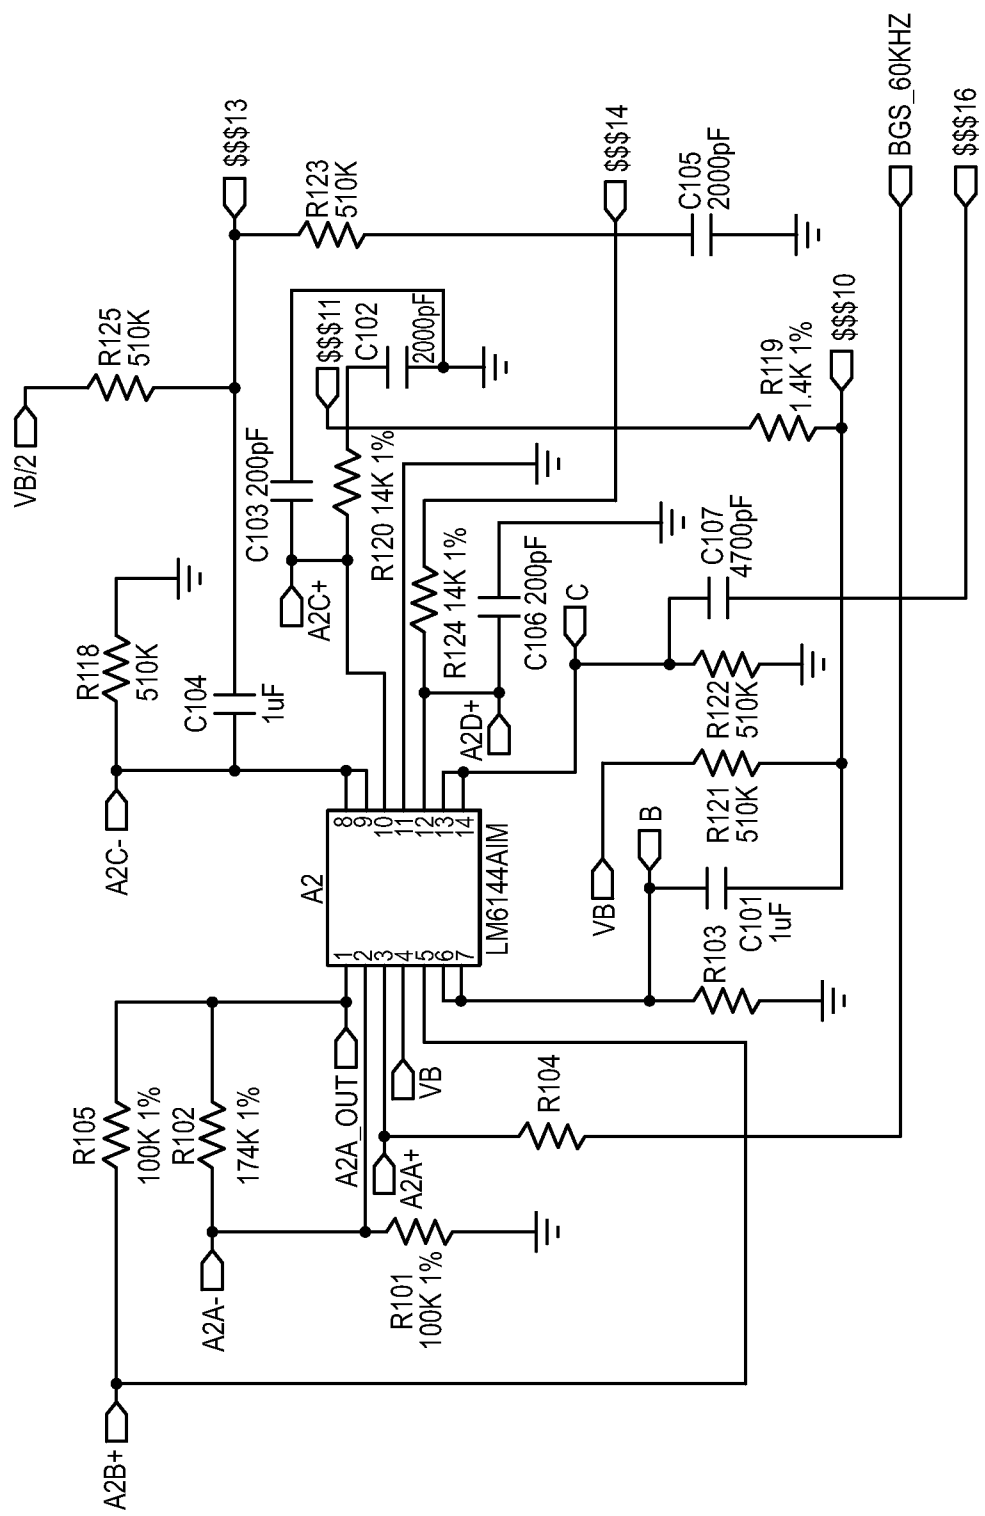 A2B+
R105
100K 1%
A2A-
R102
174K 1%
A2A_OUT
A2A+
R101
100K 1%
VB
R104
R103
A2
1
2
3
4
5
6
7
8
9
10
11
12
13
14
LM6144AIM
A2C-
R118
510K
C104
1uF
VB/2
R125
510K
$$$13
R123
510K
C105
2000pF
C103 200pF
A2C+
R120 14K 1%
$$$11
C102
2000pF
R124 14K 1%
A2D+
C106 200pF
$$$14
C
C107
4700pF
R122
510K
R121
510K
VB
B
C101
1uF
R119
1.4K 1%
$$$10
BGS_60KHZ
$$$16